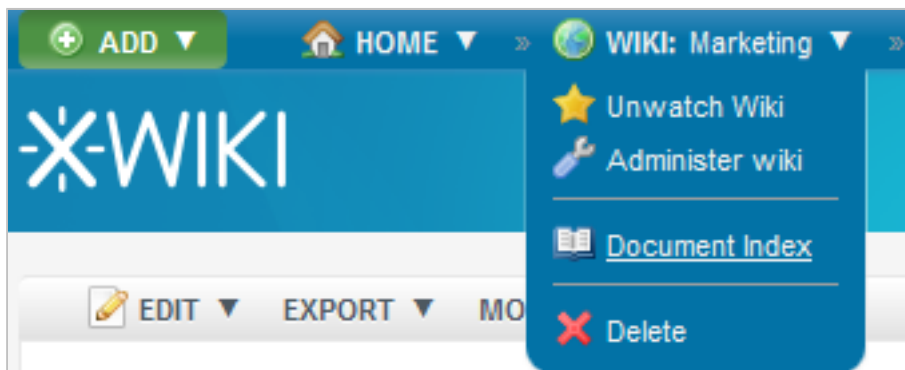 ADD ▼ HOME ▼ » WIKI: Marketing ▼ »
XWIKI
Unwatch Wiki
Administer wiki
Document Index
EDIT ▼ EXPORT ▼ MO
Delete